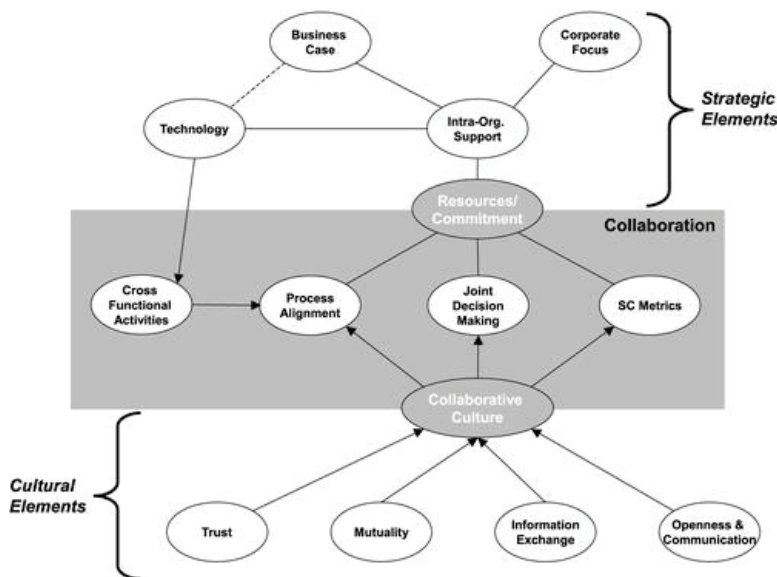 Business
Case
Corporate
Focus
Strategic
Elements
Technology
Intra-Org.
Support
Resources/
Commitment
Collaboration
Cross
Functional
Activities
Process
Alignment
Joint
Decision
Making
SC Metrics
Collaborative
Culture
Cultural
Elements
Trust
Mutuality
Information
Exchange
Openness &
Communication